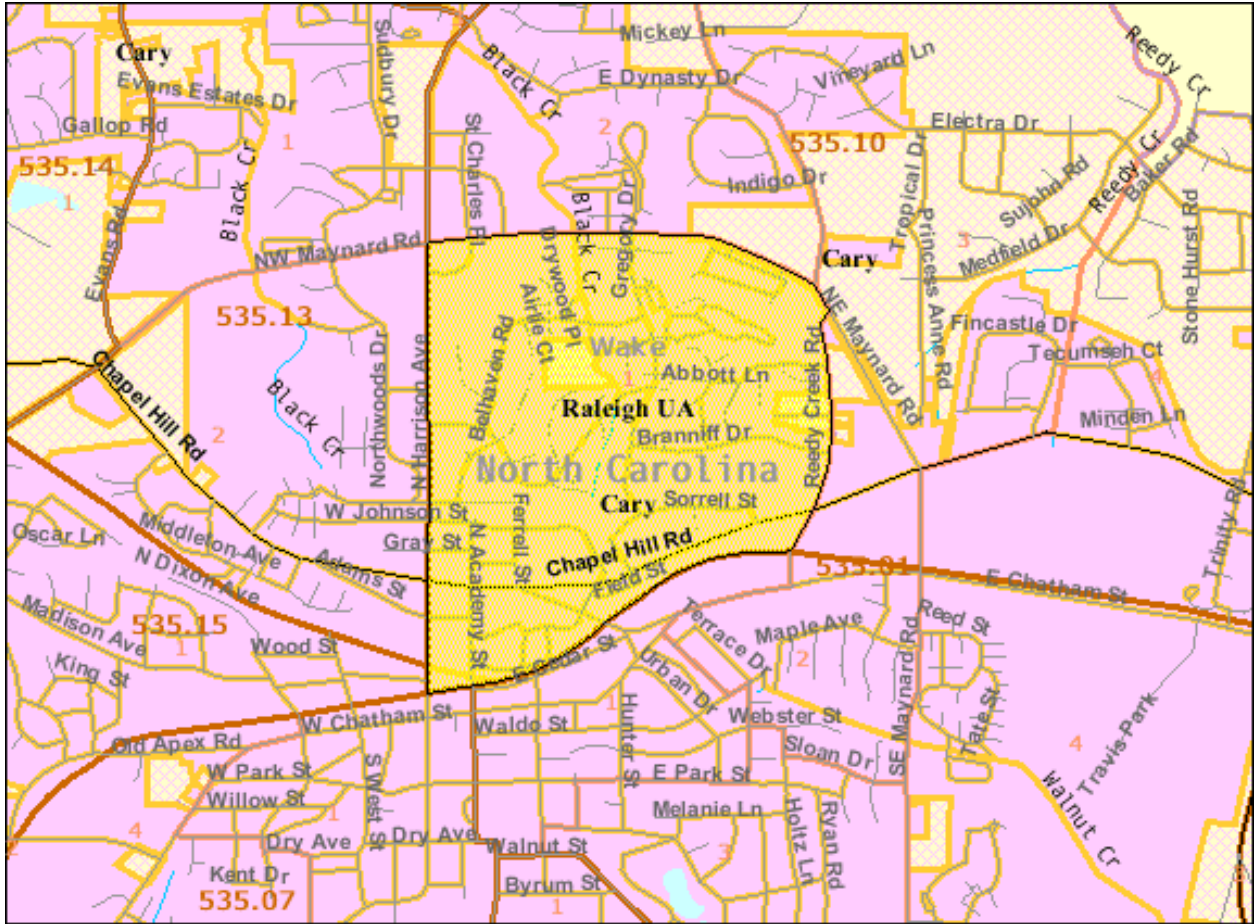 Mickey Ln
Reedy Cr
Cary
Sudbury Dr
Black Cr
E Dynasty Dr
Vineyard Ln
Evans Estates Dr
Gallop Rd
St Charles Pl
2
Electra Dr
1
535.10
535.14
Black Cr
Indigo Dr
Tropical Dr
Sujohn Rd
Reedy Cr
Baker Rd
1
Evans Rd
NW Maynard Rd
Drywood Pl
Black Cr
Gregory Dr
Cary
Princess Anne Rd
3
Medfield Dr
Stone Hurst Rd
535.13
Airlie Ct
NE Maynard Rd
Fincastle Dr
Chapel Hill Rd
Northwoods Dr
N Harrison Ave
Belhaven Rd
Wake
Reedy Creek Rd
Tecumseh Ct
Black Cr
1
Abbott Ln
4
Raleigh UA
Minden Ln
2
Branniff Dr
North Carolina
Cary
Sorrell St
W Johnson St
Ferrell St
Trinity Rd
Oscar Ln
Middleton Ave
Gray St
N Academy St
Chapel Hill Rd
N Dixon Ave
Adams St
Field St
535.01
E Chatham St
Madison Ave
535.15
1
Wood St
Terrace Dr
Maple Ave
Reed St
King St
E Cedar St
Urban Dr
2
SE Maynard Rd
W Chatham St
Waldo St
1
Hunter St
Webster St
Tate St
Travis Park
Old Apex Rd
S West St
Sloan Dr
4
W Park St
E Park St
Walnut Cr
Willow St
1
Melanie Ln
Holtz Ln
Ryan Rd
4
Dry Ave
Dry Ave
Walnut St
3
Kent Dr
535.07
Byrum St
1